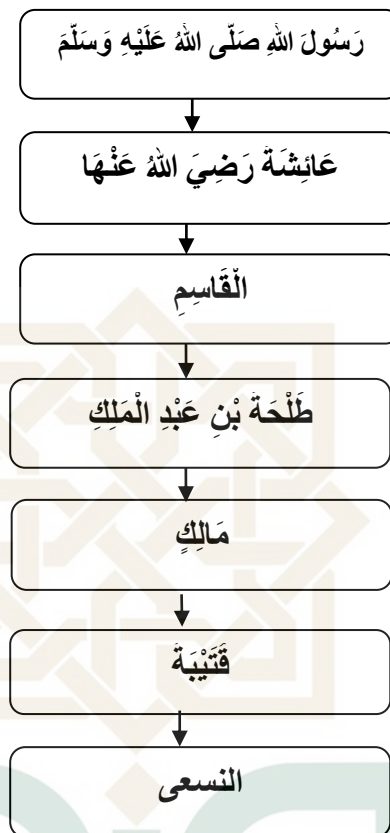 رَسُولَ اللهِ صَلَّى اللهُ عَلَيْهِ وَسَلَّمَ
عَائِشَةَ رَضِيَ اللهُ عَنْهَا
الْقَاسِمِ
طَلْحَةَ بْنِ عَبْدِ الْمَلِكِ
مَالِكٍ
قُتَيْبَةُ
النسعى